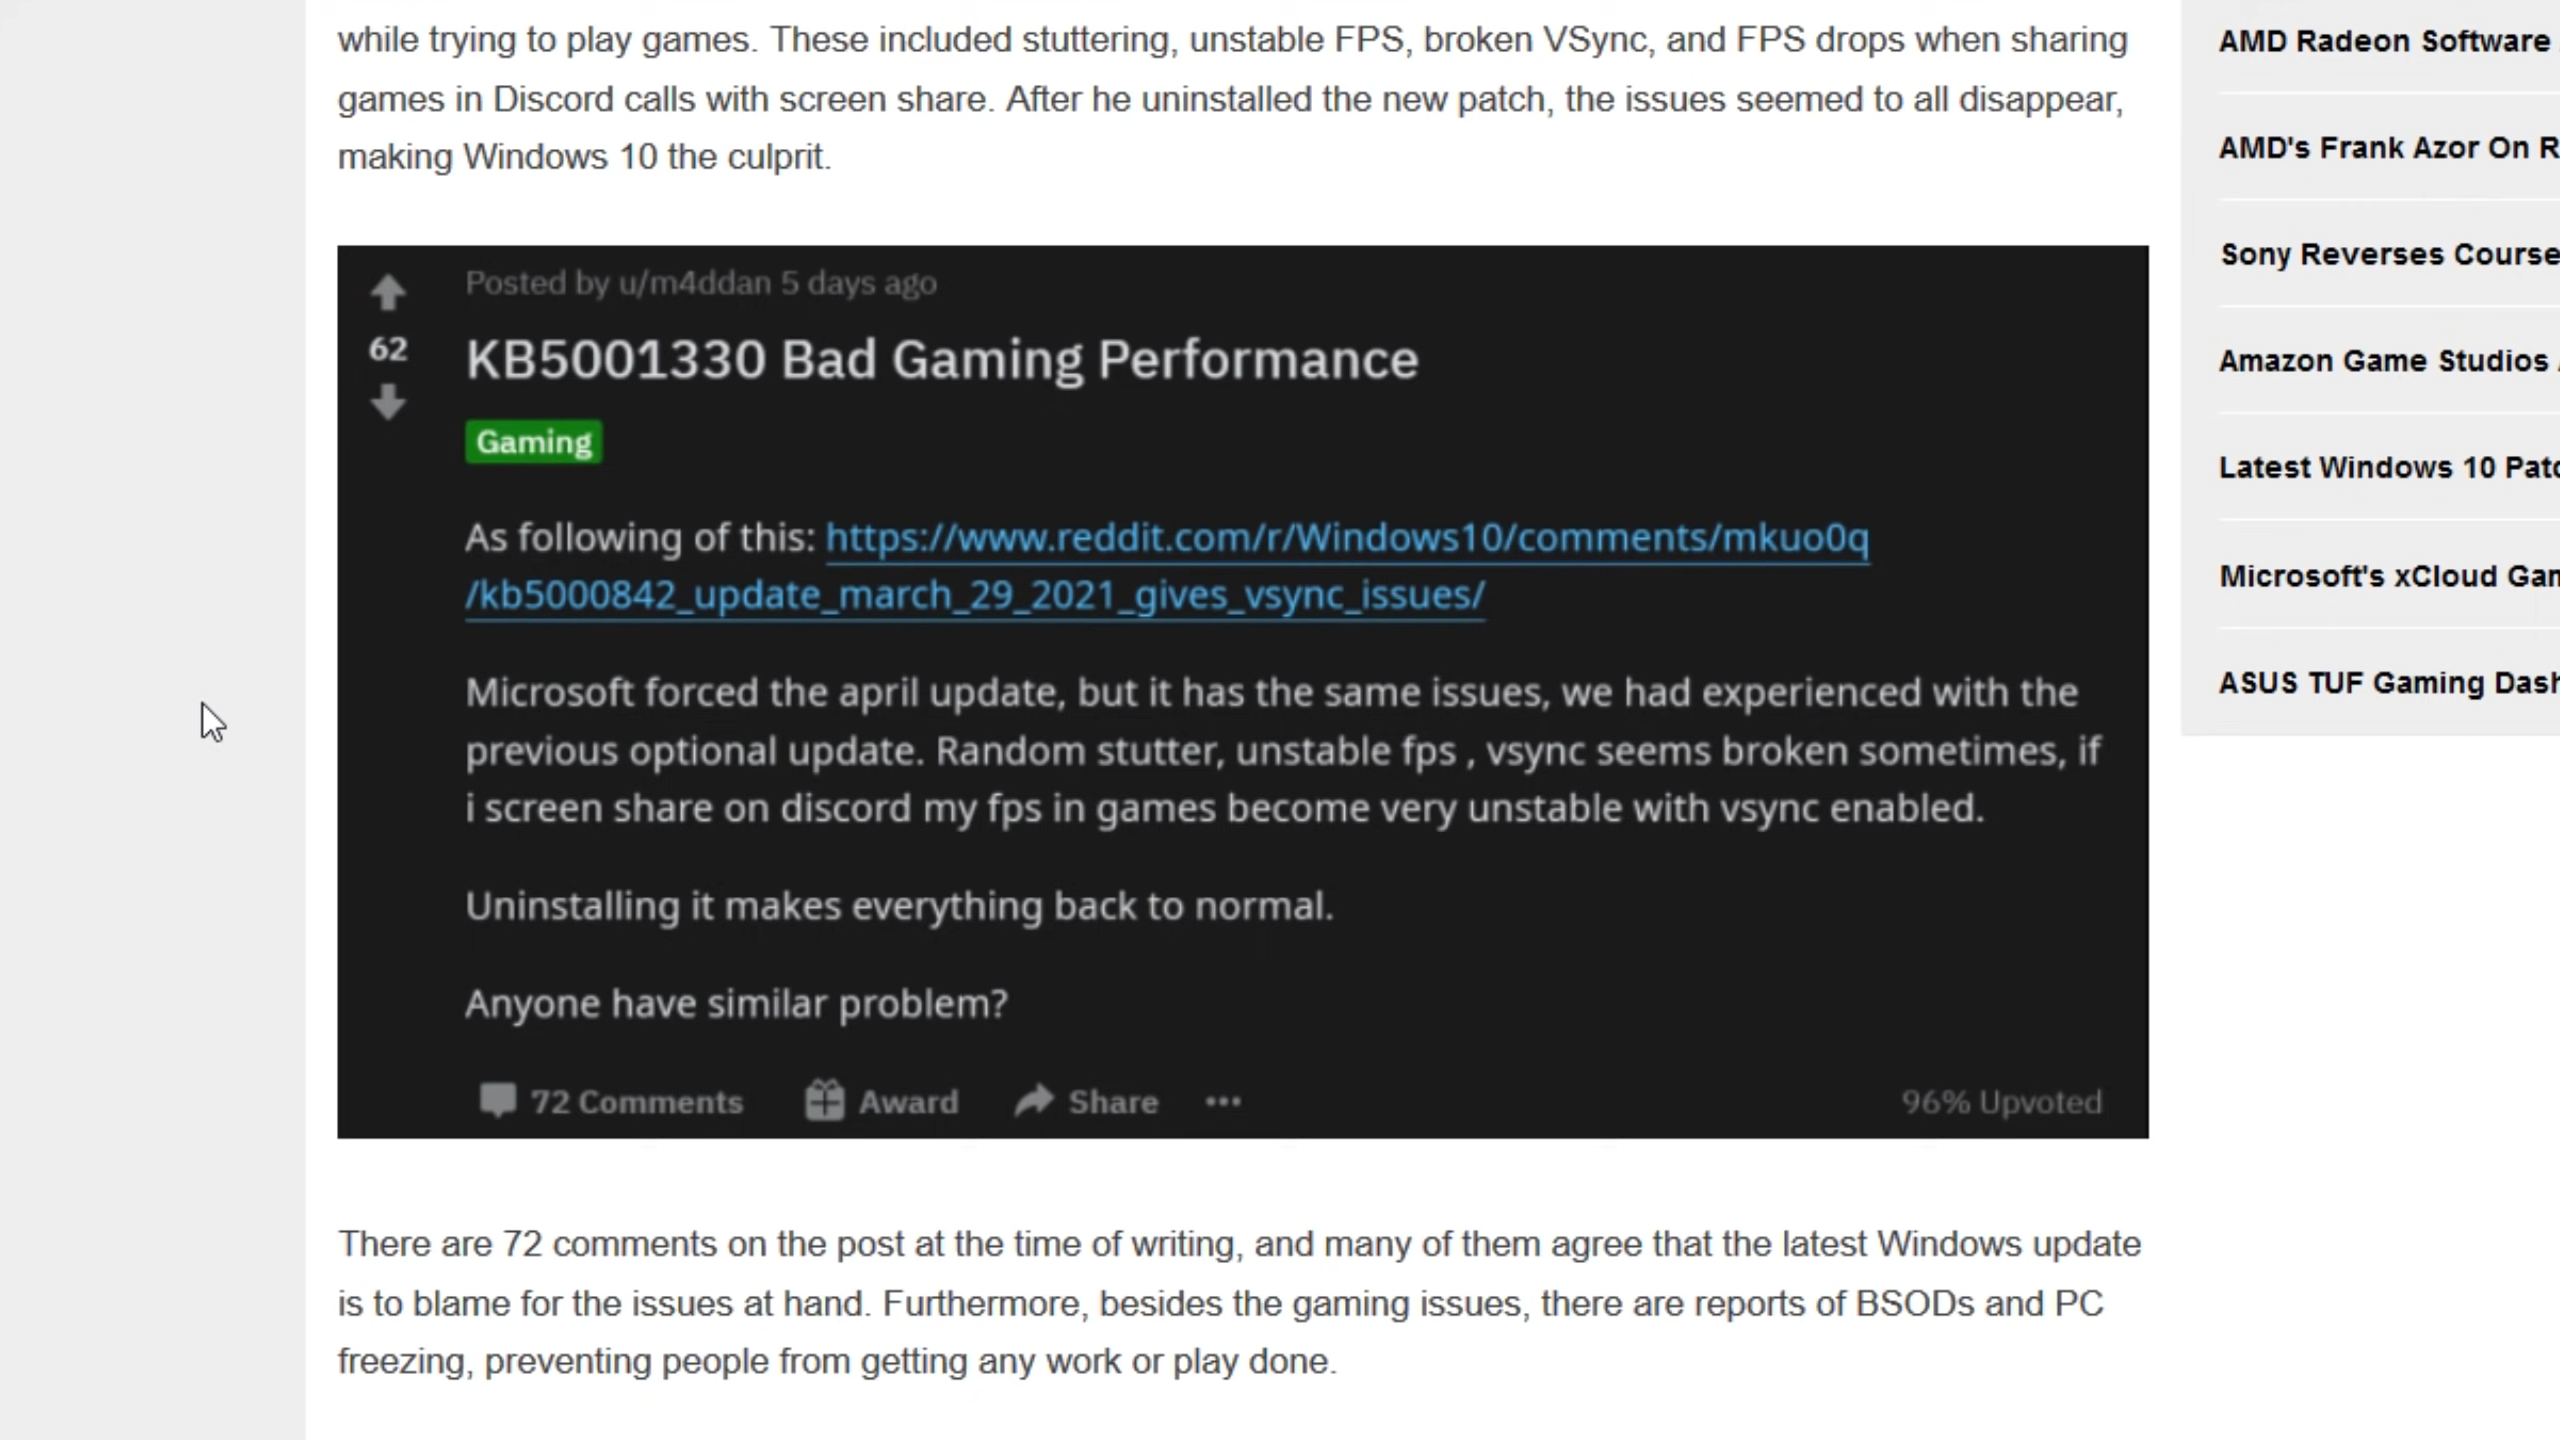 while trying to play games. These included stuttering, unstable FPS, broken VSync, and FPS drops when sharing
games in Discord calls with screen share. After he uninstalled the new patch, the issues seemed to all disappear,
making Windows 10 the culprit.
Posted by u/m4ddan 5 days ago
62
KB5001330 Bad Gaming Performance
Gaming
As following of this: https://www.reddit.com/r/Windows10/comments/mkuo0q
/kb5000842_update_march_29_2021_gives_vsync_issues/
Microsoft forced the april update, but it has the same issues, we had experienced with the
previous optional update. Random stutter, unstable fps , vsync seems broken sometimes, if
i screen share on discord my fps in games become very unstable with vsync enabled.
Uninstalling it makes everything back to normal.
Anyone have similar problem?
72 Comments Award Share ...
96% Upvoted
There are 72 comments on the post at the time of writing, and many of them agree that the latest Windows update
is to blame for the issues at hand. Furthermore, besides the gaming issues, there are reports of BSODs and PC
freezing, preventing people from getting any work or play done.
AMD Radeon Software
AMD's Frank Azor On
Sony Reverses Course
Amazon Game Studios
Latest Windows 10
Microsoft's xCloud
ASUS TUF Gaming